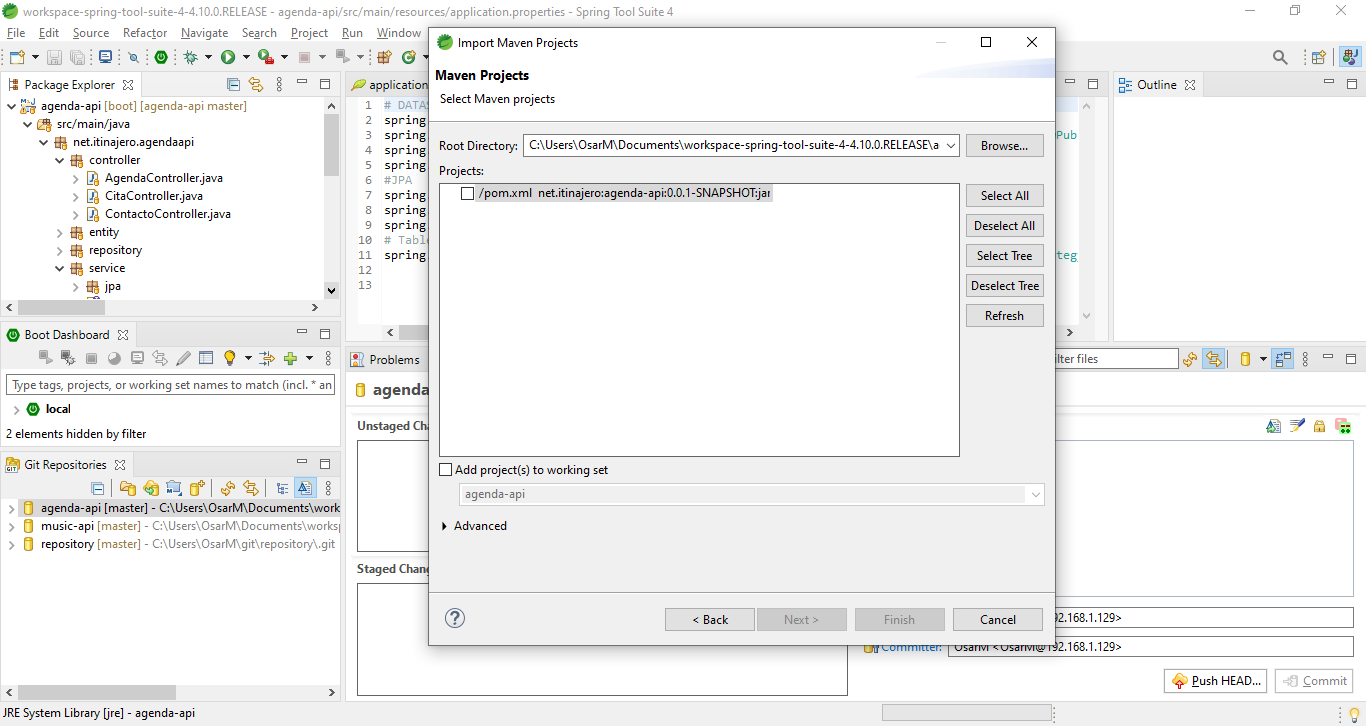 workspace-spring-tool-suite-4-4.10.0.RELEASE - agenda-api/src/main/resources/application.properties - Spring Tool Suite 4
File Edit Source Refactor Navigate Search Project Run Window
Package Explorer
agenda-api [boot] [agenda-api master]
src/main/java
net.itinajero.agendaapi
controller
AgendaController.java
CitaController.java
ContactoController.java
entity
repository
service
jpa
application
1 # DATAS
2 spring
3 spring
4 spring
5 spring
6 #JPA
7 spring
8 spring
9 spring
10 # Tabl
11 spring
12
13
Pub
teg
Outline
Import Maven Projects
Maven Projects
Select Maven projects
Root Directory: C:\Users\OsarM\Documents\workspace-spring-tool-suite-4-4.10.0.RELEASE\a Browse...
Projects:
/pom.xml net.itinajero:agenda-api:0.0.1-SNAPSHOT:jar
Select All
Deselect All
Select Tree
Deselect Tree
Refresh
Add project(s) to working set
agenda-api
Advanced
?
< Back Next > Finish Cancel
Boot Dashboard
Type tags, projects, or working set names to match (incl. * an
local
2 elements hidden by filter
Git Repositories
GIT
agenda-api [master] - C:\Users\OsarM\Documents\work
music-api [master] - C:\Users\OsarM\Documents\worksp
repository [master] - C:\Users\OsarM\git\repository\.git
Problems
ilter files
agenda
Unstaged Cha
Staged Chang
92.168.1.129>
Committer: OsarM <OsarM@192.168.1.129>
Push HEAD... Commit
JRE System Library [jre] - agenda-api